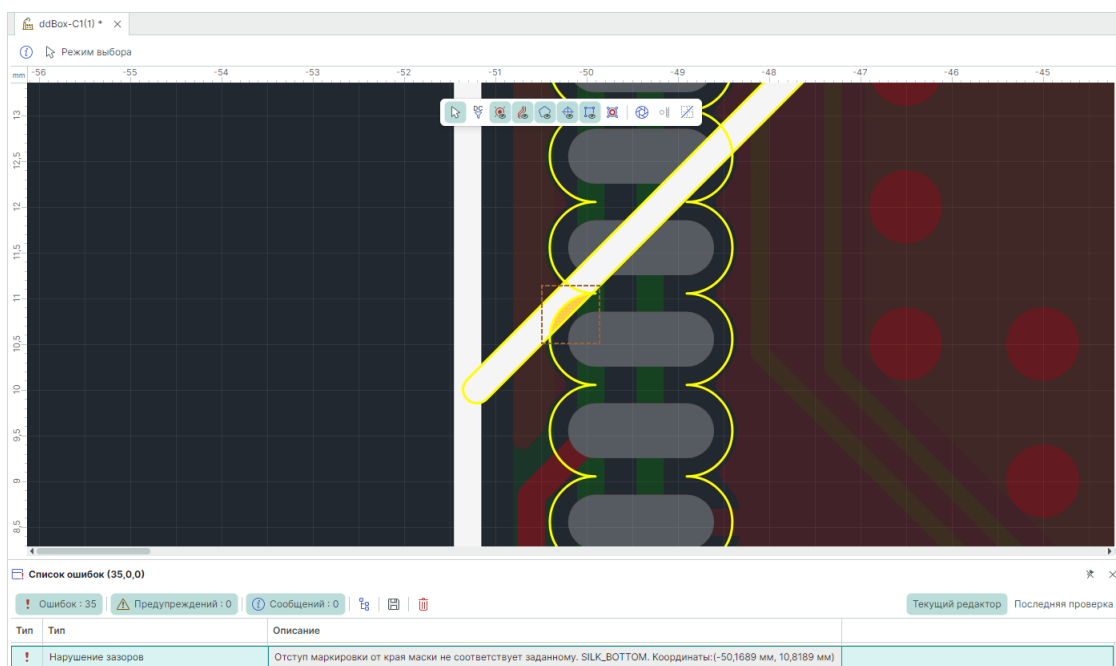 ddBox-C1(1) *
Режим выбора
mm -56 -55 -54 -53 -52 -51 -50 -49 -48 -47 -46 -45
13
12,5
12
11,5
11
10,5
10
9,5
9
8,5
Список ошибок (35,0,0)
Ошибок : 35 Предупреждений : 0 Сообщений : 0 Текущий редактор Последняя проверка
Тип Тип Описание
Нарушение зазоров Отступ маркировки от края маски не соответствует заданному. SILK_BOTTOM. Координаты:(-50,1689 мм, 10,8189 мм)